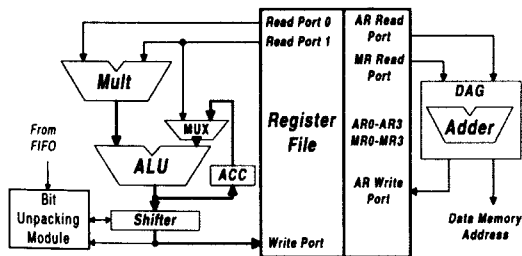 Read Port 0
Read Port 1
AR Read
Port
MR Read
Port
Mult
DAG
MUX
Register
File
AR0-AR3
MR0-MR3
Adder
From
FIFO
ALU
ACC
AR Write
Port
Bit
Unpacking
Module
Shifter
Write Port
Data Memory
Address